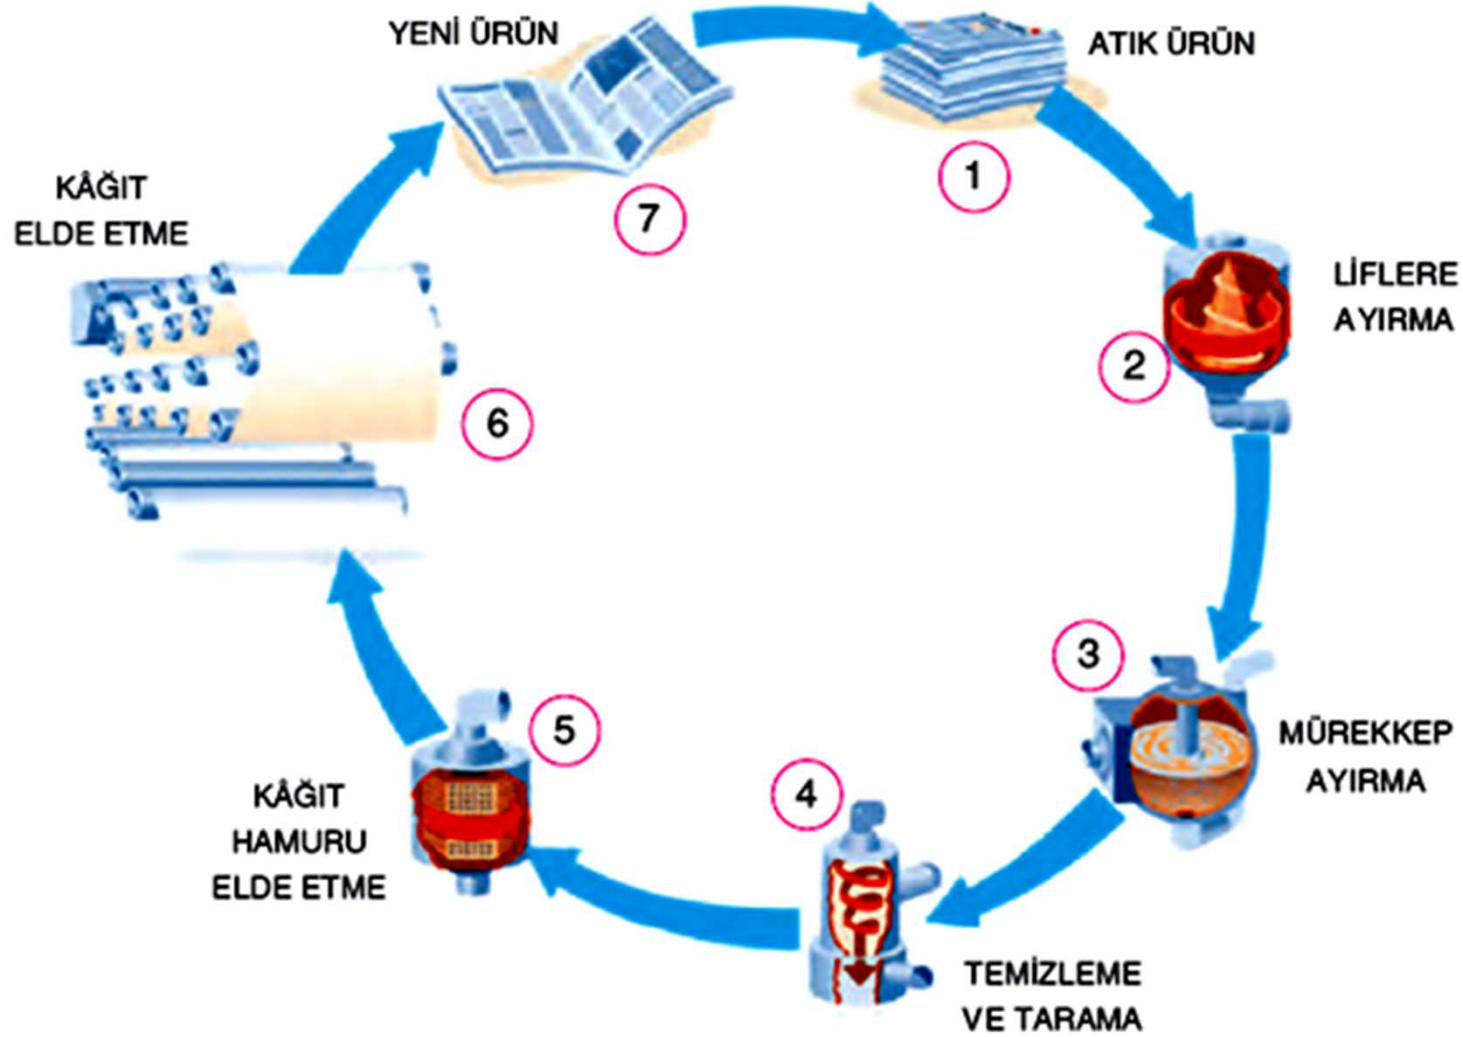 YENİ ÜRÜN
7
ATIK ÜRÜN
1
LİFLERE
AYIRMA
2
3
MÜREKKEP
AYIRMA
4
TEMİZLEME
VE TARAMA
5
KÂĞIT
HAMURU
ELDE ETME
KÂĞIT
ELDE ETME
6